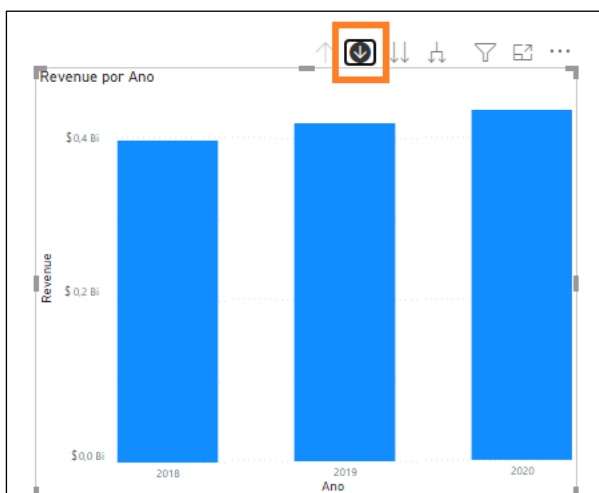 Revenue por Ano
$0,4 Bi
Revenue
$0,2 Bi
$0,0 Bi
2018
2019
2020
Ano